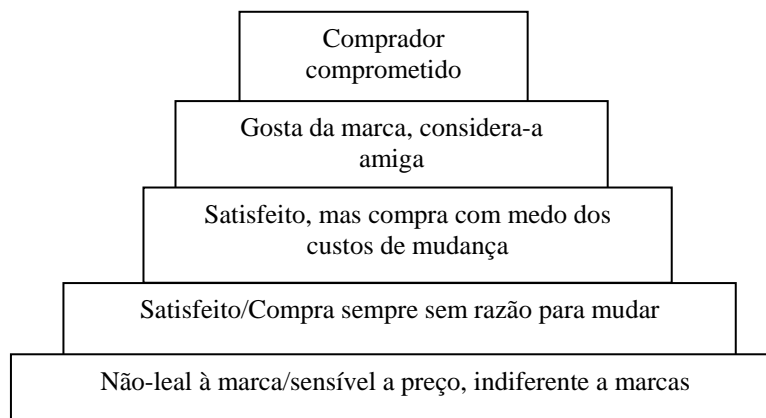 Comprador
comprometido
Gosta da marca, considera-a
amiga
Satisfeito, mas compra com medo dos
custos de mudança
Satisfeito/Compra sempre sem razão para mudar
Não-leal à marca/sensível a preço, indiferente a marcas